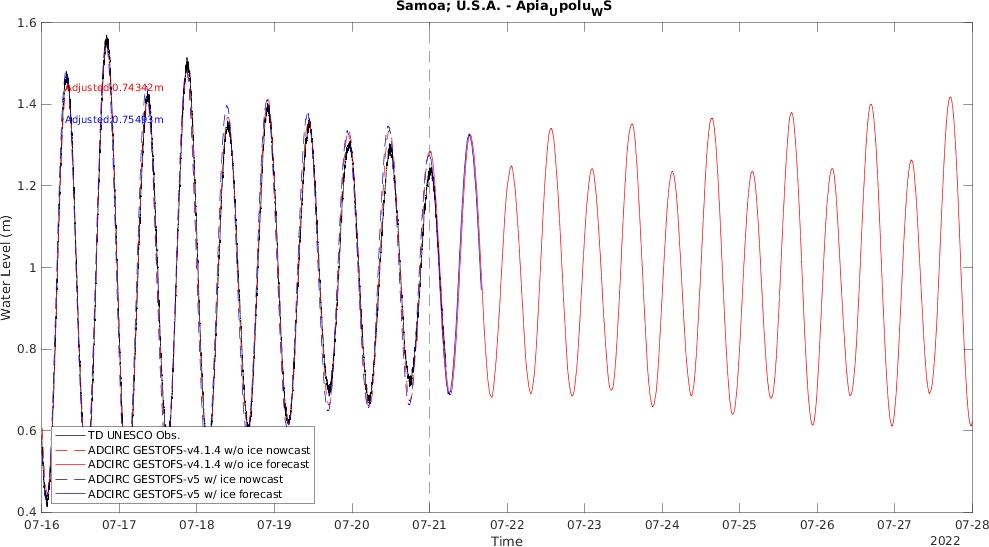 Samoa; U.S.A. - ApiaUpoluWS
1.6
1.4
1.2
1
0.8
0.6
0.4
Water Level (m)
Adjusted:0.74342m
Adjusted:0.75493m
TD UNESCO Obs.
ADCIRC GESTOFS-v4.1.4 w/o ice nowcast
ADCIRC GESTOFS-v4.1.4 w/o ice forecast
ADCIRC GESTOFS-v5 w/ ice nowcast
ADCIRC GESTOFS-v5 w/ ice forecast
07-16 07-17 07-18 07-19 07-20 07-21 07-22 07-23 07-24 07-25 07-26 07-27 07-28
Time
2022